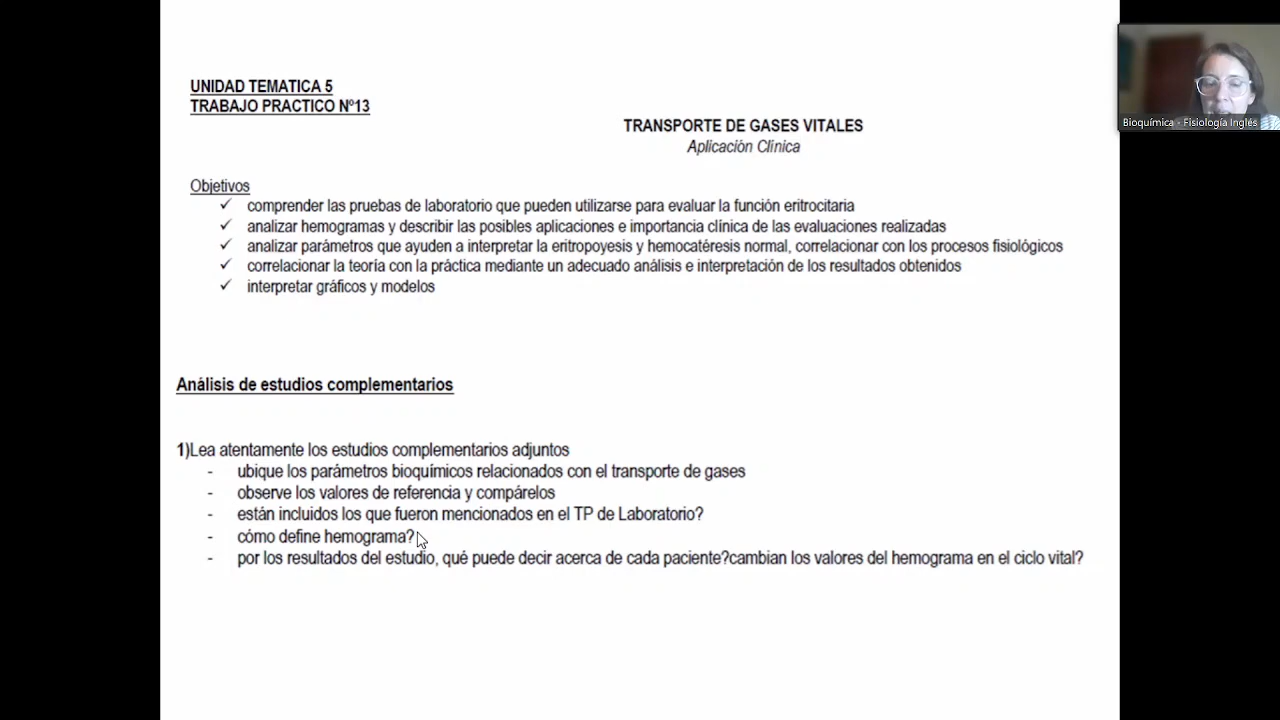 UNIDAD TEMATICA 5
TRABAJO PRACTICO Nº13
TRANSPORTE DE GASES VITALES
Aplicación Clínica
Objetivos
✓ comprender las pruebas de laboratorio que pueden utilizarse para evaluar la función eritrocitaria
✓ analizar hemogramas y describir las posibles aplicaciones e importancia clínica de las evaluaciones realizadas
✓ analizar parámetros que ayuden a interpretar la eritropoyesis y hemocatéresis normal, correlacionar con los procesos fisiológicos
✓ correlacionar la teoría con la práctica mediante un adecuado análisis e interpretación de los resultados obtenidos
✓ interpretar gráficos y modelos
Análisis de estudios complementarios
1)Lea atentamente los estudios complementarios adjuntos
- ubique los parámetros bioquímicos relacionados con el transporte de gases
- observe los valores de referencia y compárelos
- están incluidos los que fueron mencionados en el TP de Laboratorio?
- cómo define hemograma?
- por los resultados del estudio, qué puede decir acerca de cada paciente?cambian los valores del hemograma en el ciclo vital?
Bioquímica - Fisiología Inglés